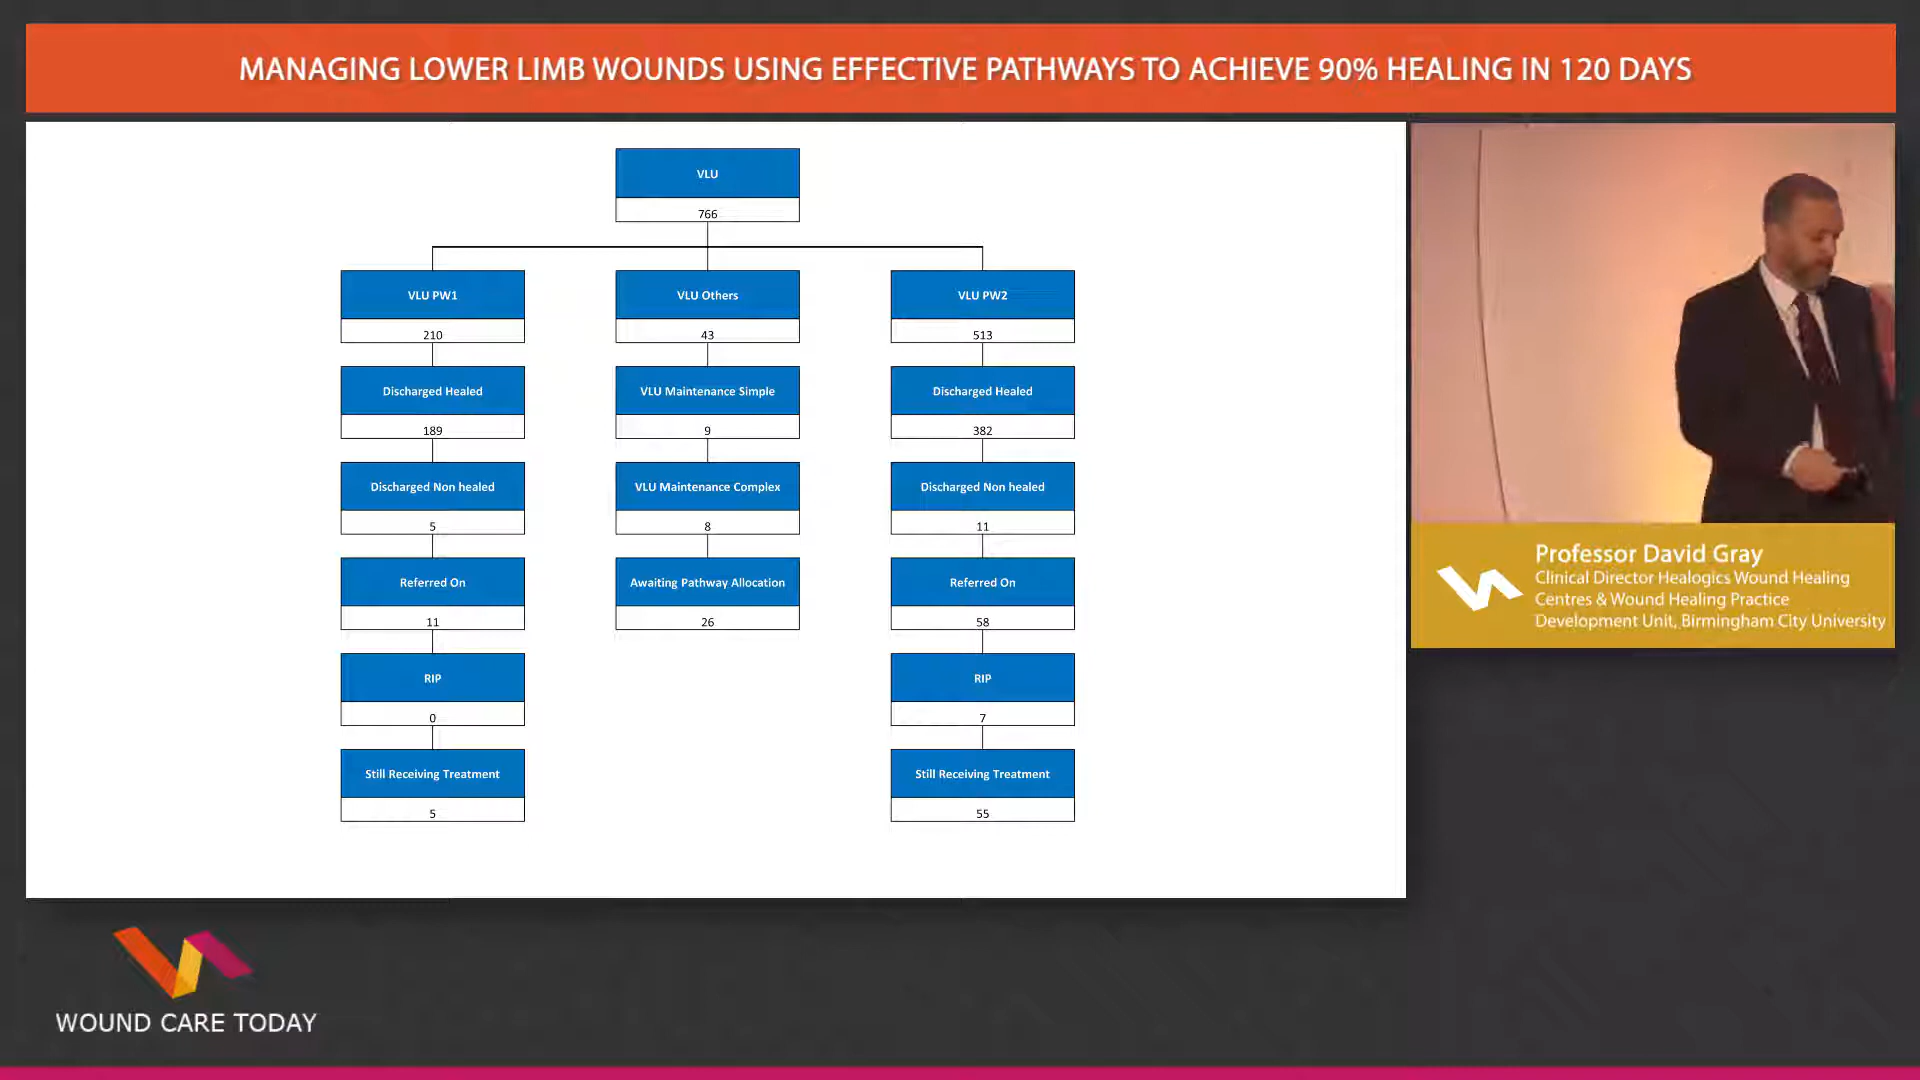 MANAGING LOWER LIMB WOUNDS USING EFFECTIVE PATHWAYS TO ACHIEVE 90% HEALING IN 120 DAYS
VLU
766
VLU PW1
210
Discharged Healed
189
Discharged Non healed
5
Referred On
11
RIP
0
Still Receiving Treatment
5
VLU Others
43
VLU Maintenance Simple
9
VLU Maintenance Complex
8
Awaiting Pathway Allocation
26
VLU PW2
513
Discharged Healed
382
Discharged Non healed
11
Referred On
58
RIP
7
Still Receiving Treatment
55
Professor David Gray
Clinical Director Healogics Wound Healing
Centres & Wound Healing Practice
Development Unit, Birmingham City University
WOUND CARE TODAY